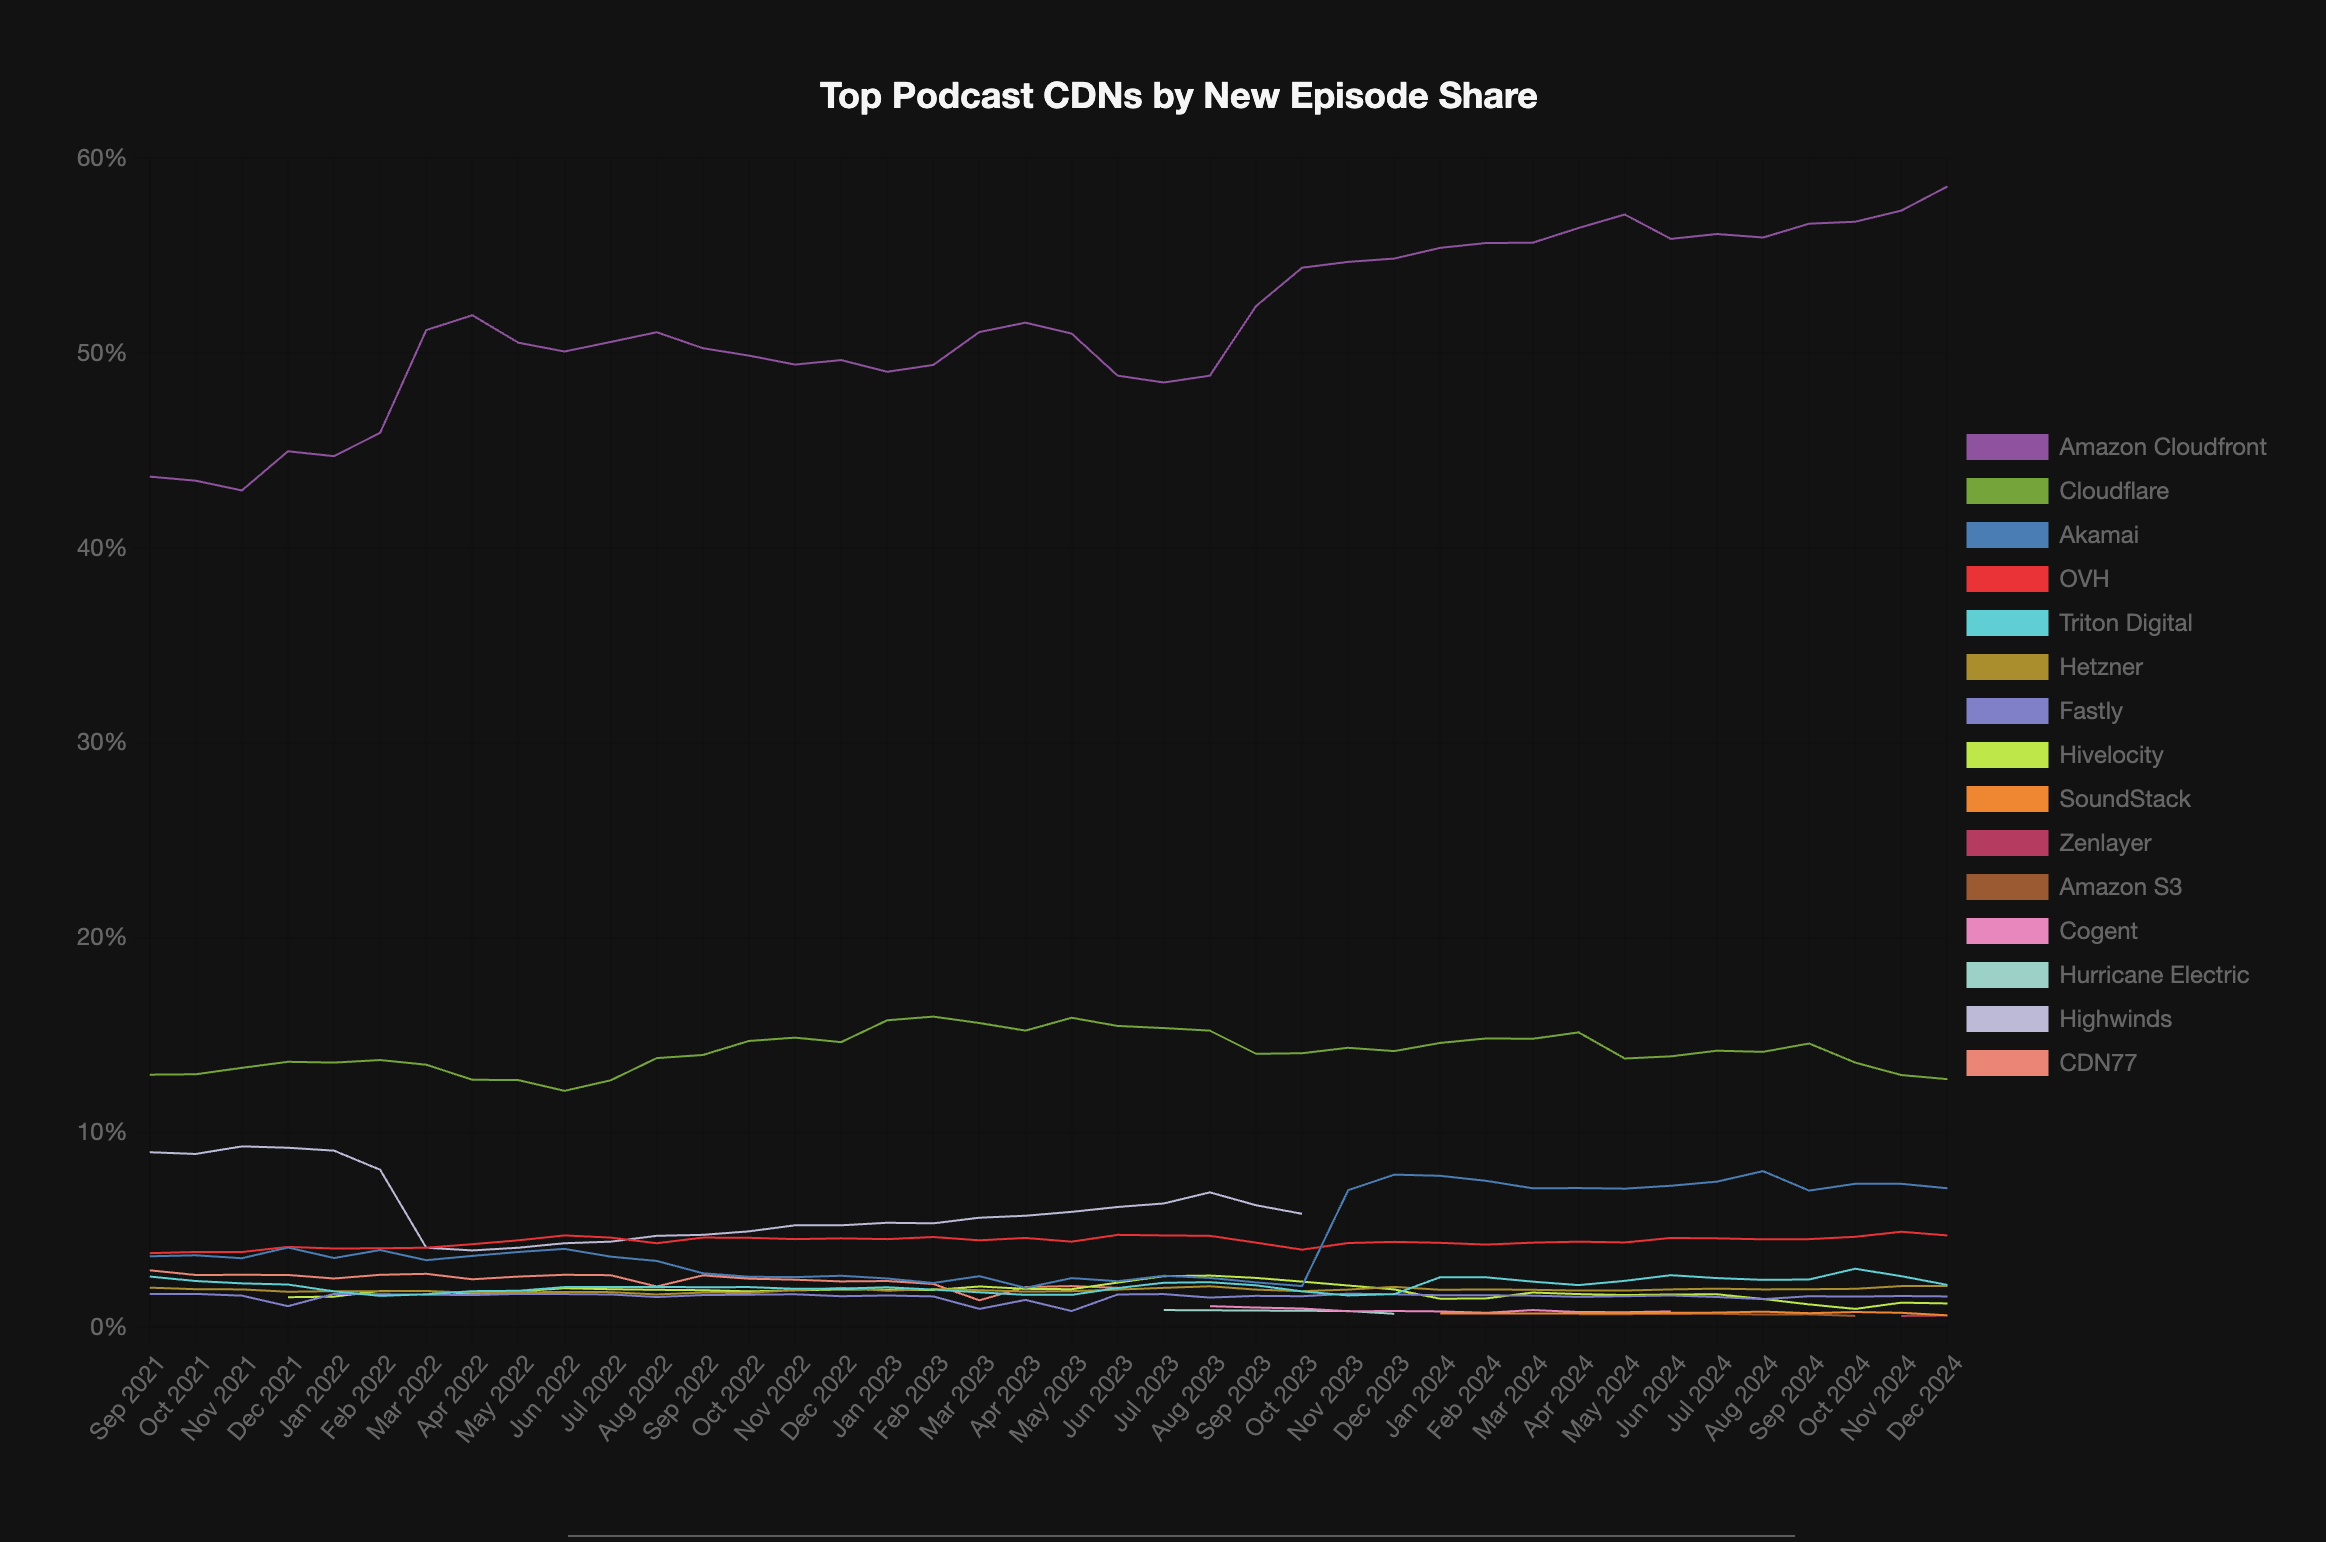 Top Podcast CDNs by New Episode Share
60%
50%
40%
30%
20%
10%
0%
Amazon Cloudfront
Cloudflare
Akamai
OVH
Triton Digital
Hetzner
Fastly
Hivelocity
SoundStack
Zenlayer
Amazon S3
Cogent
Hurricane Electric
Highwinds
CDN77
Sep 2021
Oct 2021
Nov 2021
Dec 2021
Jan 2022
Feb 2022
Mar 2022
Apr 2022
May 2022
Jun 2022
Jul 2022
Aug 2022
Sep 2022
Oct 2022
Nov 2022
Dec 2022
Jan 2023
Feb 2023
Mar 2023
Apr 2023
May 2023
Jun 2023
Jul 2023
Aug 2023
Sep 2023
Oct 2023
Nov 2023
Dec 2023
Jan 2024
Feb 2024
Mar 2024
Apr 2024
May 2024
Jun 2024
Jul 2024
Aug 2024
Sep 2024
Oct 2024
Nov 2024
Dec 2024